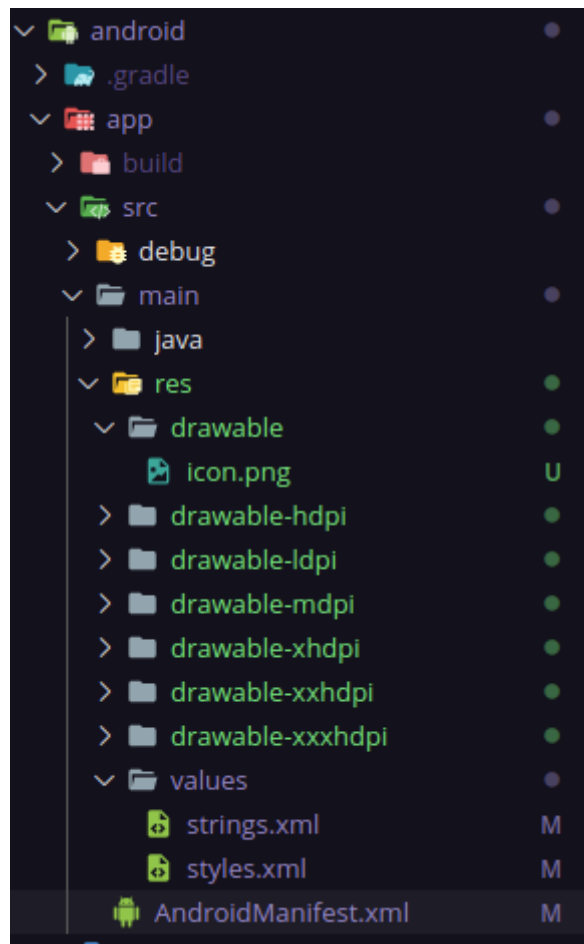 android
.gradle
app
build
src
debug
main
java
res
drawable
icon.png U
drawable-hdpi
drawable-ldpi
drawable-mdpi
drawable-xhdpi
drawable-xxhdpi
drawable-xxxhdpi
values
strings.xml M
styles.xml M
AndroidManifest.xml M